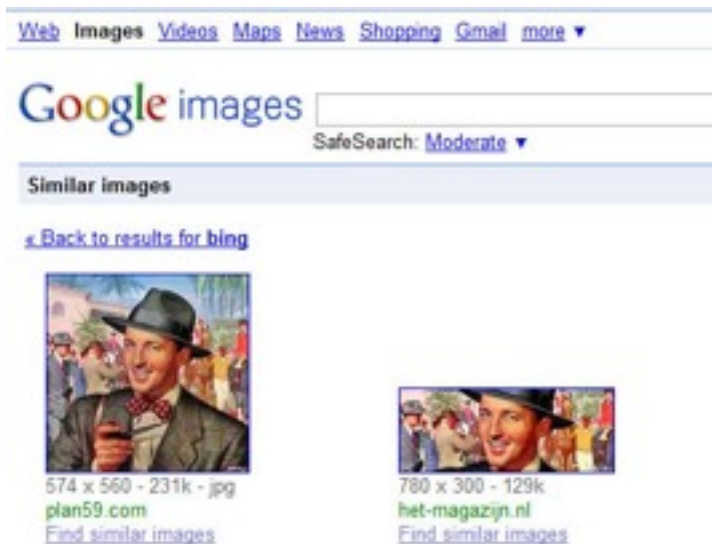 Web Images Videos Maps News Shopping Gmail more ▼
Google images
SafeSearch: Moderate ▼
Similar images
« Back to results for bing
574 x 560 - 231k - jpg
plan59.com
Find similar images
780 x 300 - 129k
het-magazijn.nl
Find similar images